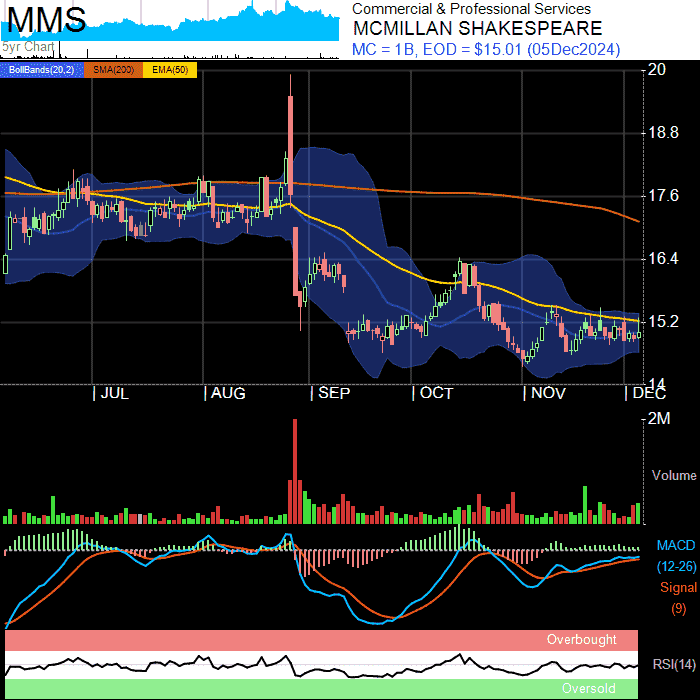 MMS
5yr Chart
Commercial & Professional Services
MCMILLAN SHAKESPEARE
MC = 1B, EOD = $15.01 (05Dec2024)
BollBands(20,2) SMA(200) EMA(50)
20
18.8
17.6
16.4
15.2
14
| JUL | AUG | SEP | OCT | NOV | DEC
2M
Volume
MACD
(12-26)
Signal
(9)
Overbought
RSI(14)
Oversold